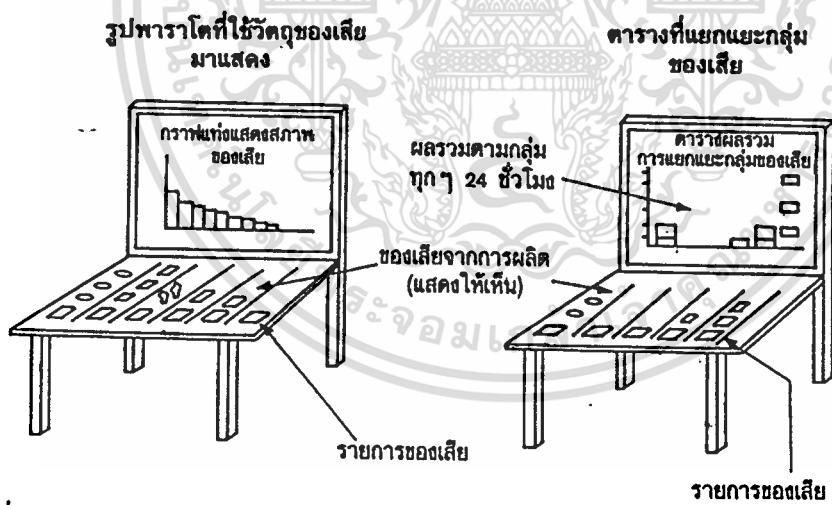 รูปพาราโตที่ใช้วัตถุของเสีย
มาแสดง
ตารางที่แยกแยะกลุ่ม
ของเสีย
กราฟแท่งแสดงสภาพ
ของเสีย
ผลรวมตามกลุ่ม
ทุกๆ 24 ชั่วโมง
ตารางผลรวม
การแยกแยะกลุ่มของเสีย
ของเสียจากการผลิต
(แสดงให้เห็น)
รายการของเสีย
รายการของเสีย